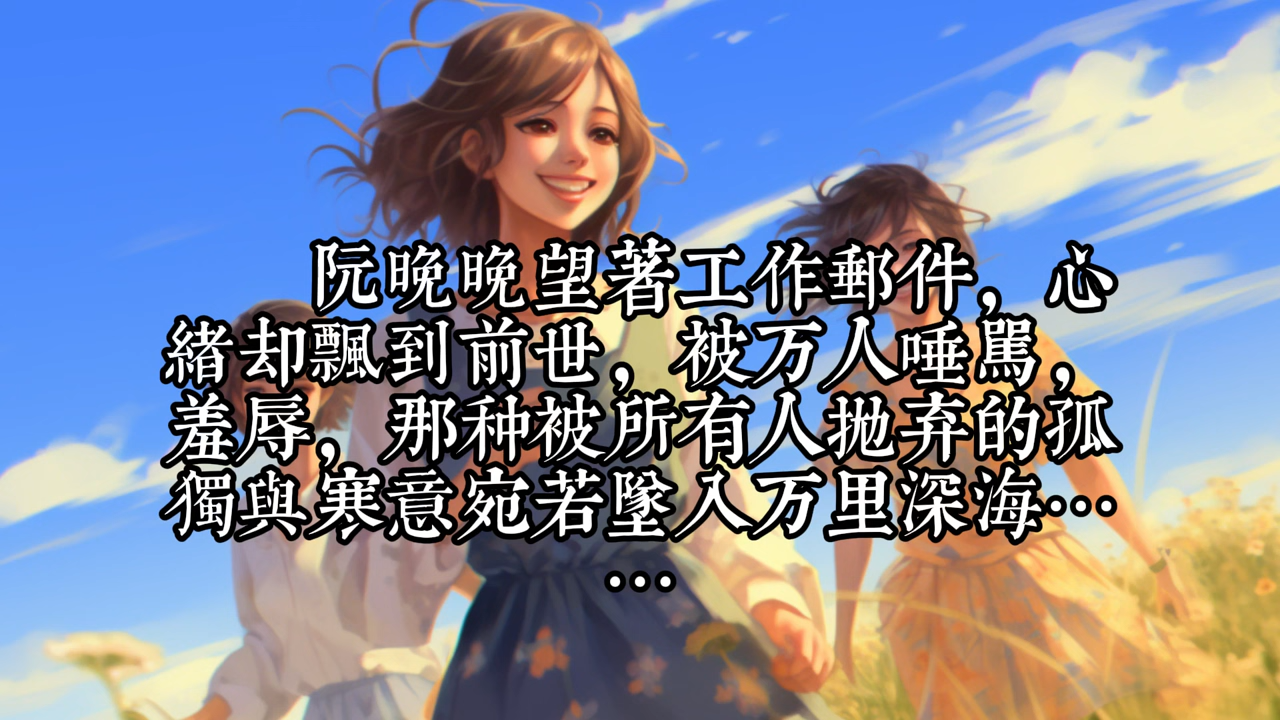 阮晚晚望著工作郵件，心
緒却飄到前世，被万人唾罵，
羞辱，那种被所有人抛弃的孤
獨與寒意宛若墜入万里深海…
…